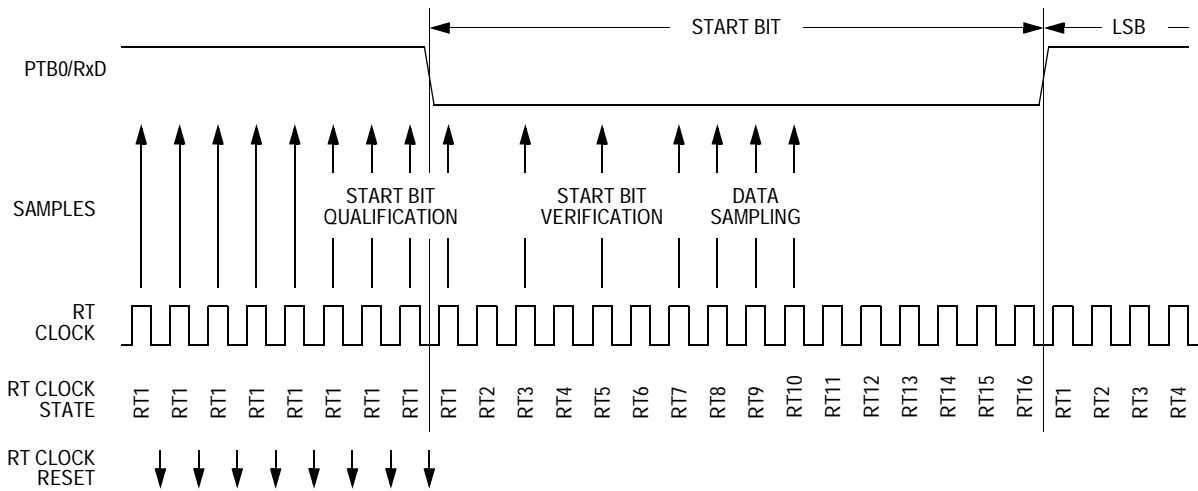 START BIT
LSB
PTB0/RxD
SAMPLES
START BIT
QUALIFICATION
START BIT
VERIFICATION
DATA
SAMPLING
RT
CLOCK
RT CLOCK
STATE
RT1 RT1 RT1 RT1 RT1 RT1 RT1 RT1 RT1 RT2 RT3 RT4 RT5 RT6 RT7 RT8 RT9 RT10 RT11 RT12 RT13 RT14 RT15 RT16 RT1 RT2 RT3 RT4
RT CLOCK
RESET